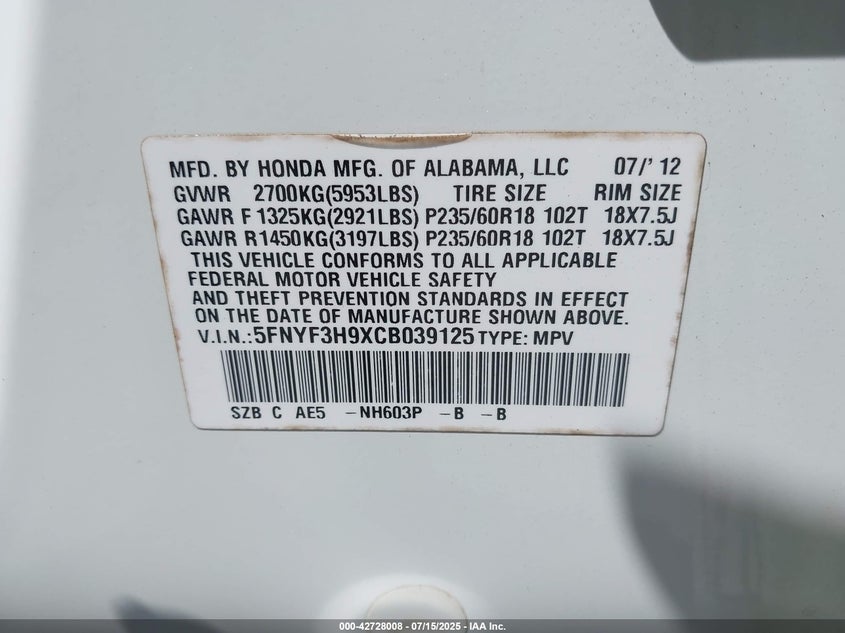 MFD. BY HONDA MFG. OF ALABAMA, LLC 07/' 12
GVWR 2700KG(5953LBS) TIRE SIZE RIM SIZE
GAWR F 1325KG(2921LBS) P235/60R18 102T 18X7.5J
GAWR R1450KG(3197LBS) P235/60R18 102T 18X7.5J
THIS VEHICLE CONFORMS TO ALL APPLICABLE
FEDERAL MOTOR VEHICLE SAFETY
AND THEFT PREVENTION STANDARDS IN EFFECT
ON THE DATE OF MANUFACTURE SHOWN ABOVE.
V.I.N.:5FNYF3H9XCB039125 TYPE: MPV
SZB C AE5 -NH603P -B -B
000-42728008 - 07/15/2025 - IAA Inc.